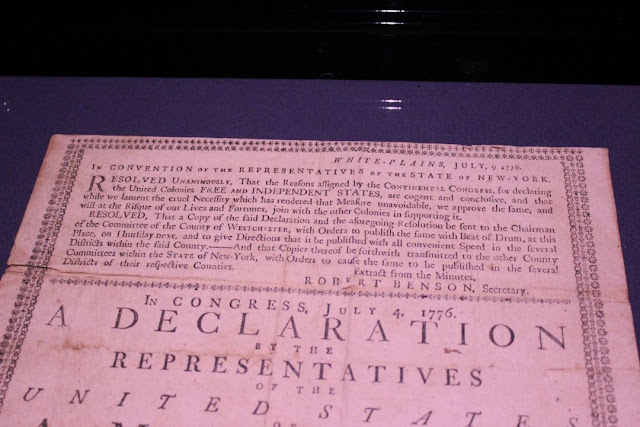 WHITE-PLAINS, JULY, 9 1776.
IN CONVENTION OF THE REPRESENTATIVES OF THE STATE OF NEW-YORK.
RESOLVED UNANIMOUSLY, That the Reasons aſſigned by the CONTINENTAL CONGRESS, for declaring
the United Colonies FREE AND INDEPENDENT STATES, are cogent and concluſive, and that
while we lament the cruel Neceſſity which has rendered that Meaſure unavoidable, we approve the ſame, and
will at the Riſque of our Lives and Fortunes, join with the other Colonies in ſupporting it.
RESOLVED, That a Copy of the ſaid Declaration and the aforegoing Reſolution be ſent to the Chairman
of the Committee of the County of WESTCHESTER, with Orders to publiſh the ſame with Beat of Drum, at this
Place, on Thurſday next, and to give Directions that it be publiſhed with all convenient Speed in the ſeveral
Diſtricts within the ſaid County.——And that Copies thereof be forthwith tranſmitted to the other County
Committees within the STATE of New-York, with Orders to cauſe the ſame to be publiſhed in the ſeveral
Diſtricts of their reſpective Counties.
Extract from the Minutes,
ROBERT BENSON, Secretary.
IN CONGRESS, JULY 4, 1776.
A DECLARATION
BY THE
REPRESENTATIVES
OF THE
UNITED STATES